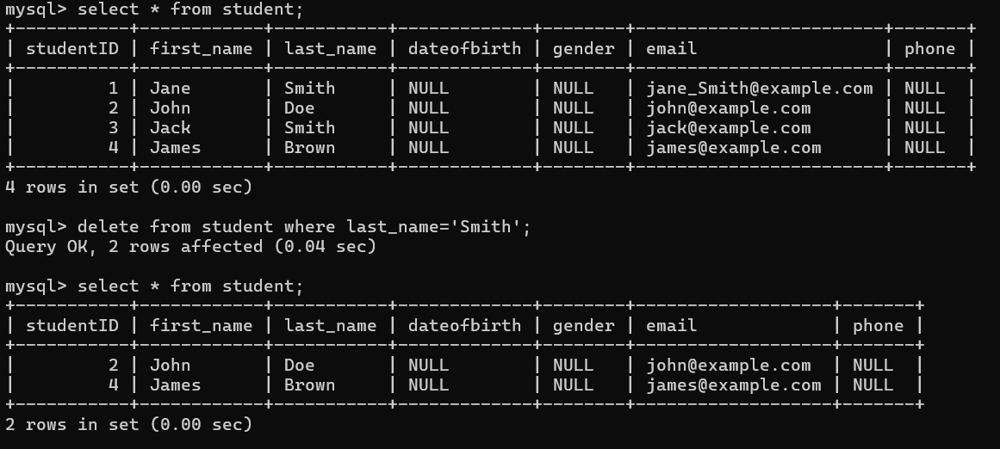 mysql> select * from student;
+-----------+------------+-----------+-------------+--------+------------------------+-------+
| studentID | first_name | last_name | dateofbirth | gender | email                  | phone |
+-----------+------------+-----------+-------------+--------+------------------------+-------+
|         1 | Jane       | Smith     | NULL        | NULL   | jane_Smith@example.com | NULL  |
|         2 | John       | Doe       | NULL        | NULL   | john@example.com       | NULL  |
|         3 | Jack       | Smith     | NULL        | NULL   | jack@example.com       | NULL  |
|         4 | James      | Brown     | NULL        | NULL   | james@example.com      | NULL  |
+-----------+------------+-----------+-------------+--------+------------------------+-------+
4 rows in set (0.00 sec)
mysql> delete from student where last_name='Smith';
Query OK, 2 rows affected (0.04 sec)
mysql> select * from student;
+-----------+------------+-----------+-------------+--------+-------------------+-------+
| studentID | first_name | last_name | dateofbirth | gender | email             | phone |
+-----------+------------+-----------+-------------+--------+-------------------+-------+
|         2 | John       | Doe       | NULL        | NULL   | john@example.com  | NULL  |
|         4 | James      | Brown     | NULL        | NULL   | james@example.com | NULL  |
+-----------+------------+-----------+-------------+--------+-------------------+-------+
2 rows in set (0.00 sec)